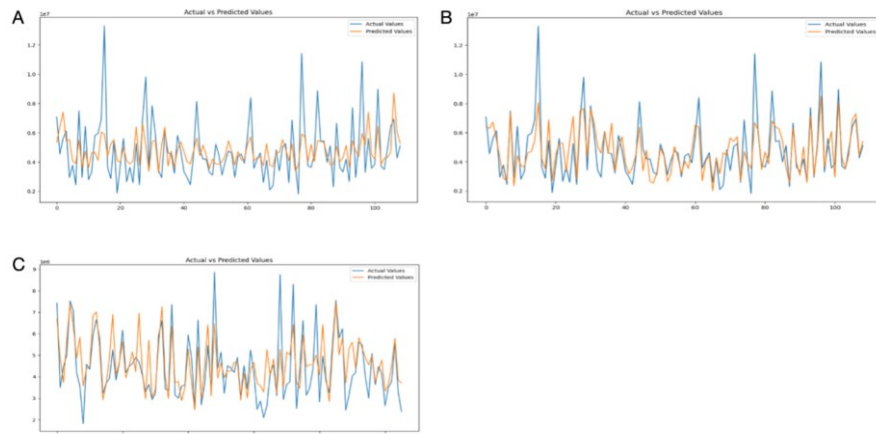 A
Actual vs Predicted Values
1e7
Actual Values
Predicted Values
1.2
1.0
0.8
0.6
0.4
0.2
0
20
40
60
80
100
B
Actual vs Predicted Values
1e7
Actual Values
Predicted Values
1.2
1.0
0.8
0.6
0.4
0.2
0
20
40
60
80
100
C
Actual vs Predicted Values
1e6
Actual Values
Predicted Values
9
8
7
6
5
4
3
2